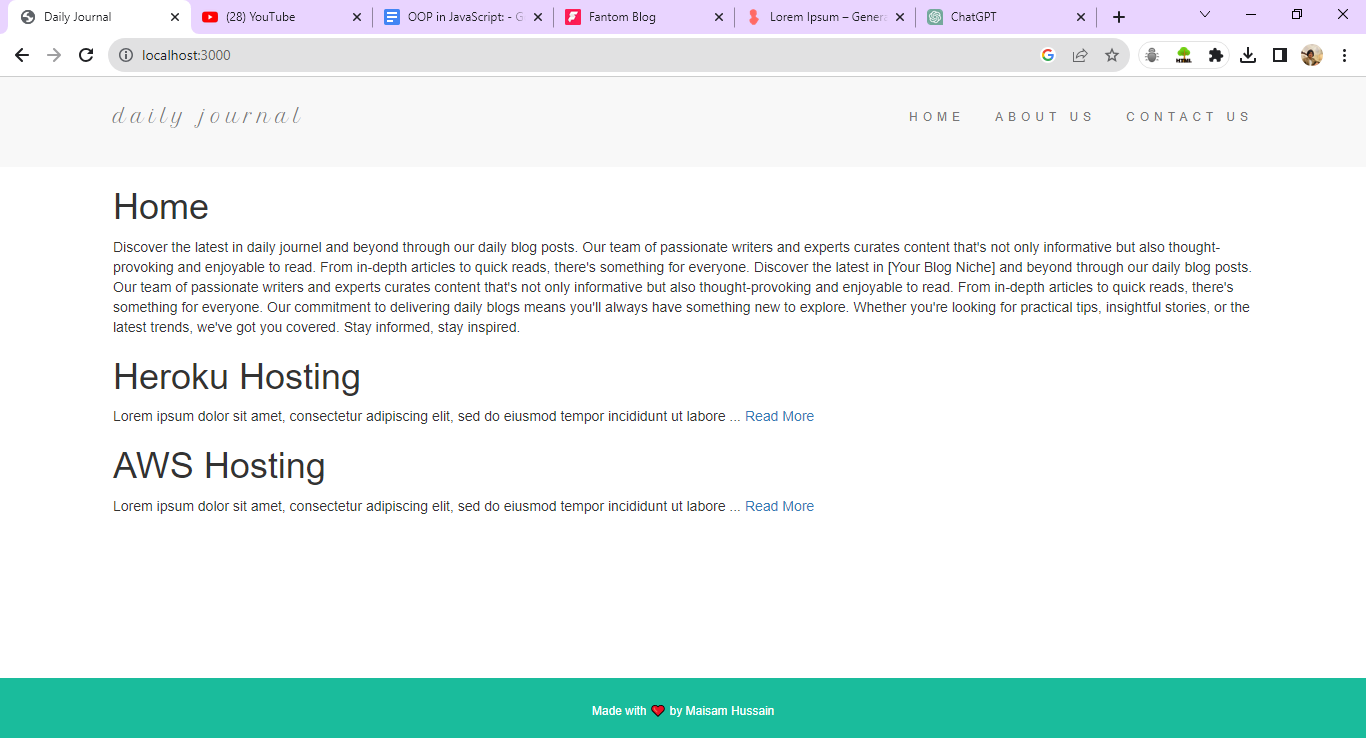 Daily Journal
(28) YouTube
OOP in JavaScript: - G
Fantom Blog
Lorem Ipsum – Genera
ChatGPT
localhost:3000
HTML
daily journal
HOME ABOUT US CONTACT US
Home
Discover the latest in daily journel and beyond through our daily blog posts. Our team of passionate writers and experts curates content that's not only informative but also thought-
provoking and enjoyable to read. From in-depth articles to quick reads, there's something for everyone. Discover the latest in [Your Blog Niche] and beyond through our daily blog posts.
Our team of passionate writers and experts curates content that's not only informative but also thought-provoking and enjoyable to read. From in-depth articles to quick reads, there's
something for everyone. Our commitment to delivering daily blogs means you'll always have something new to explore. Whether you're looking for practical tips, insightful stories, or the
latest trends, we've got you covered. Stay informed, stay inspired.
Heroku Hosting
Lorem ipsum dolor sit amet, consectetur adipiscing elit, sed do eiusmod tempor incididunt ut labore ... Read More
AWS Hosting
Lorem ipsum dolor sit amet, consectetur adipiscing elit, sed do eiusmod tempor incididunt ut labore ... Read More
Made with ❤ by Maisam Hussain